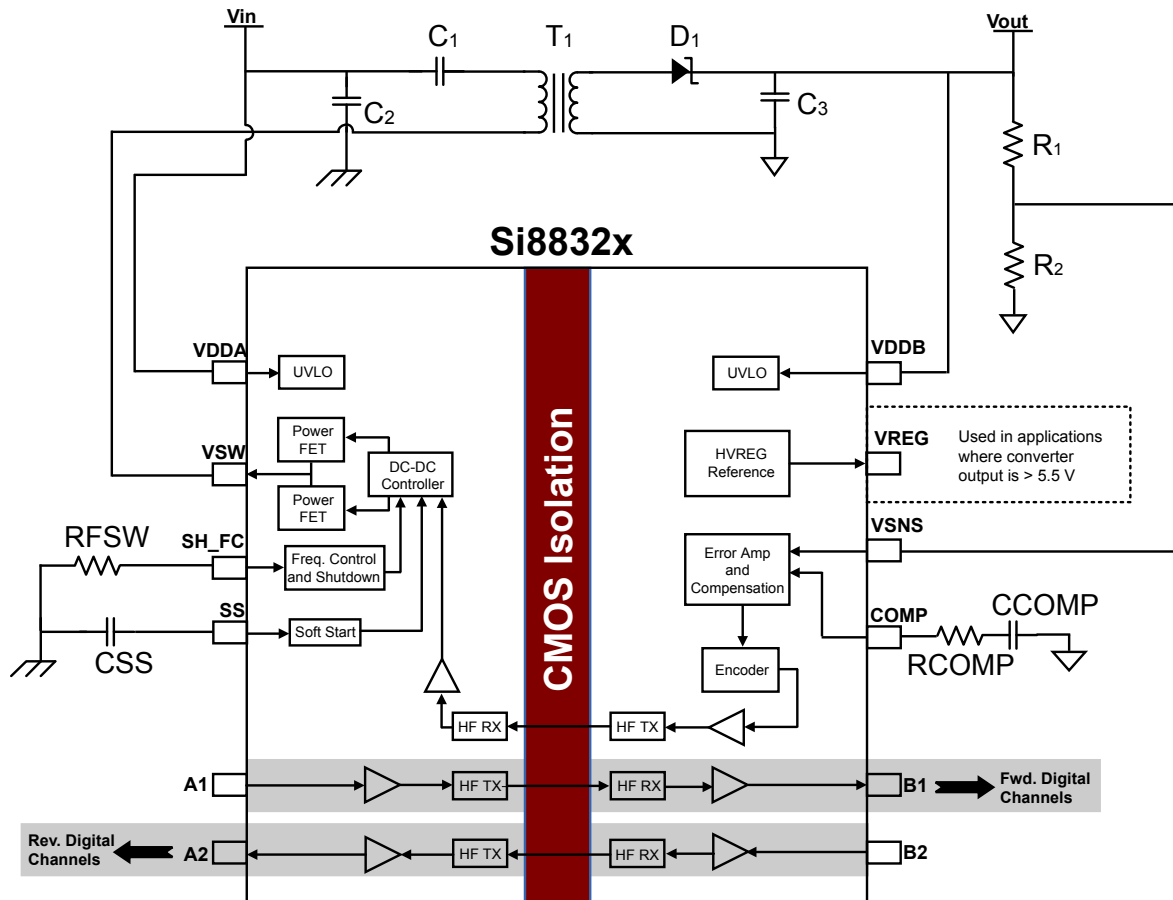 Vin
Vout
C1
T1
D1
C2
C3
R1
R2
Si8832x
CMOS Isolation
VDDA
UVLO
UVLO
VDDB
VSW
Power
FET
Power
FET
DC-DC
Controller
HVREG
Reference
VREG
Used in applications
where converter
output is > 5.5 V
RFSW
SH_FC
Freq. Control
and Shutdown
Error Amp
and
Compensation
VSNS
SS
Soft Start
CSS
COMP
CCOMP
RCOMP
Encoder
HF RX
HF TX
A1
HF TX
HF RX
B1
Fwd. Digital
Channels
Rev. Digital
Channels
A2
HF TX
HF RX
B2